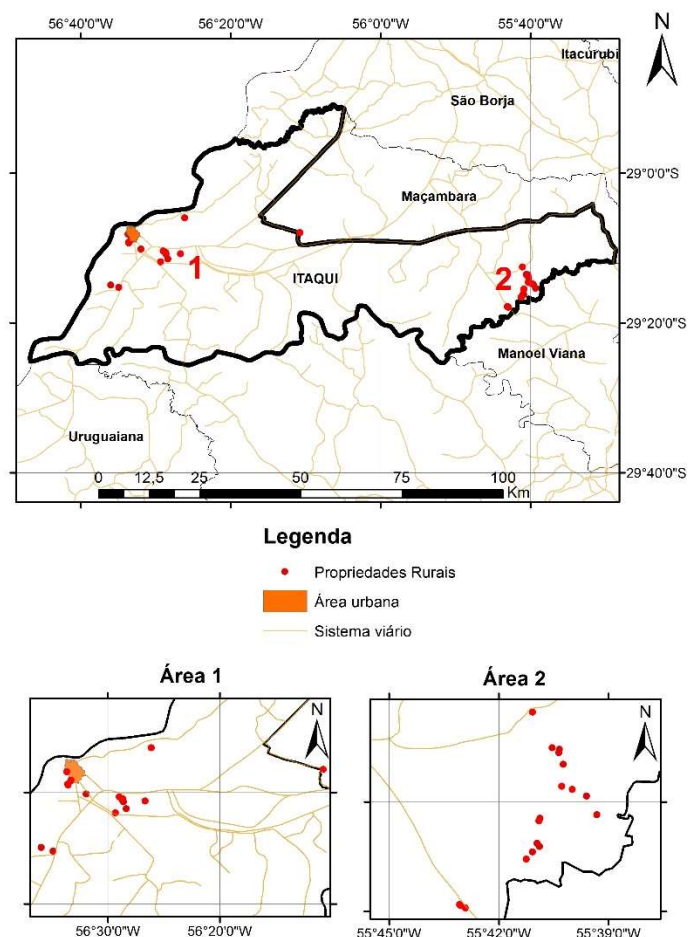 56°40'0"W 56°20'0"W 56°0'0"W 55°40'0"W
N
Itacurubi
São Borja
29°0'0"S
Maçambara
1
ITAQUI
2
29°20'0"S
Manoel Viana
Uruguaiana
29°40'0"S
0 12,5 25 50 75 100
Km
Legenda
Propriedades Rurais
Área urbana
Sistema viário
Área 1
Área 2
N
N
56°30'0"W 56°20'0"W
55°45'0"W 55°42'0"W 55°39'0"W